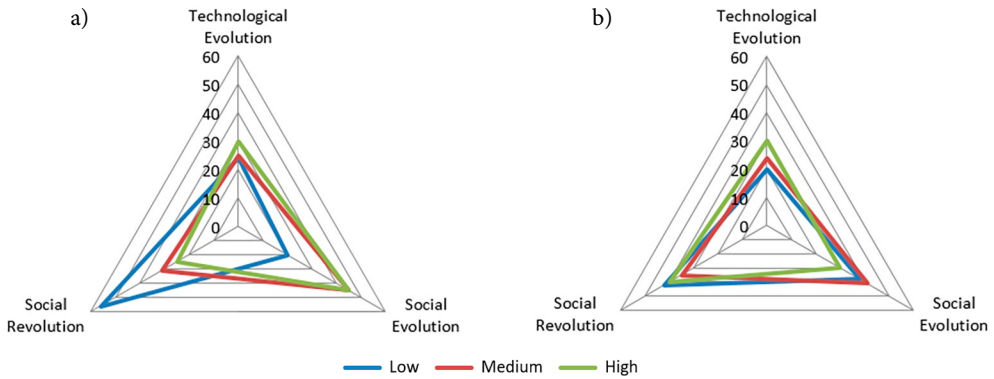 a)
Technological
Evolution
60
50
40
30
20
10
0
Social
Revolution
Social
Evolution
b)
Technological
Evolution
60
50
40
30
20
10
0
Social
Revolution
Social
Evolution
Low Medium High